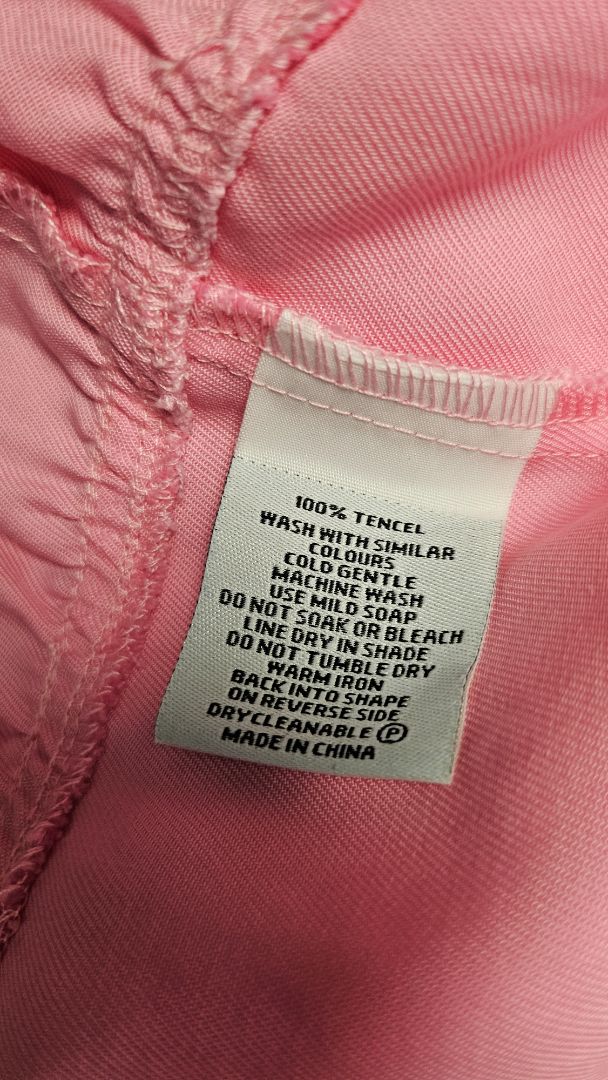 100% TENCEL
WASH WITH SIMILAR
COLOURS
COLD GENTLE
MACHINE WASH
USE MILD SOAP
DO NOT SOAK OR BLEACH
LINE DRY IN SHADE
DO NOT TUMBLE DRY
WARM IRON
BACK INTO SHAPE
ON REVERSE SIDE
DRYCLEANABLE Ⓟ
MADE IN CHINA